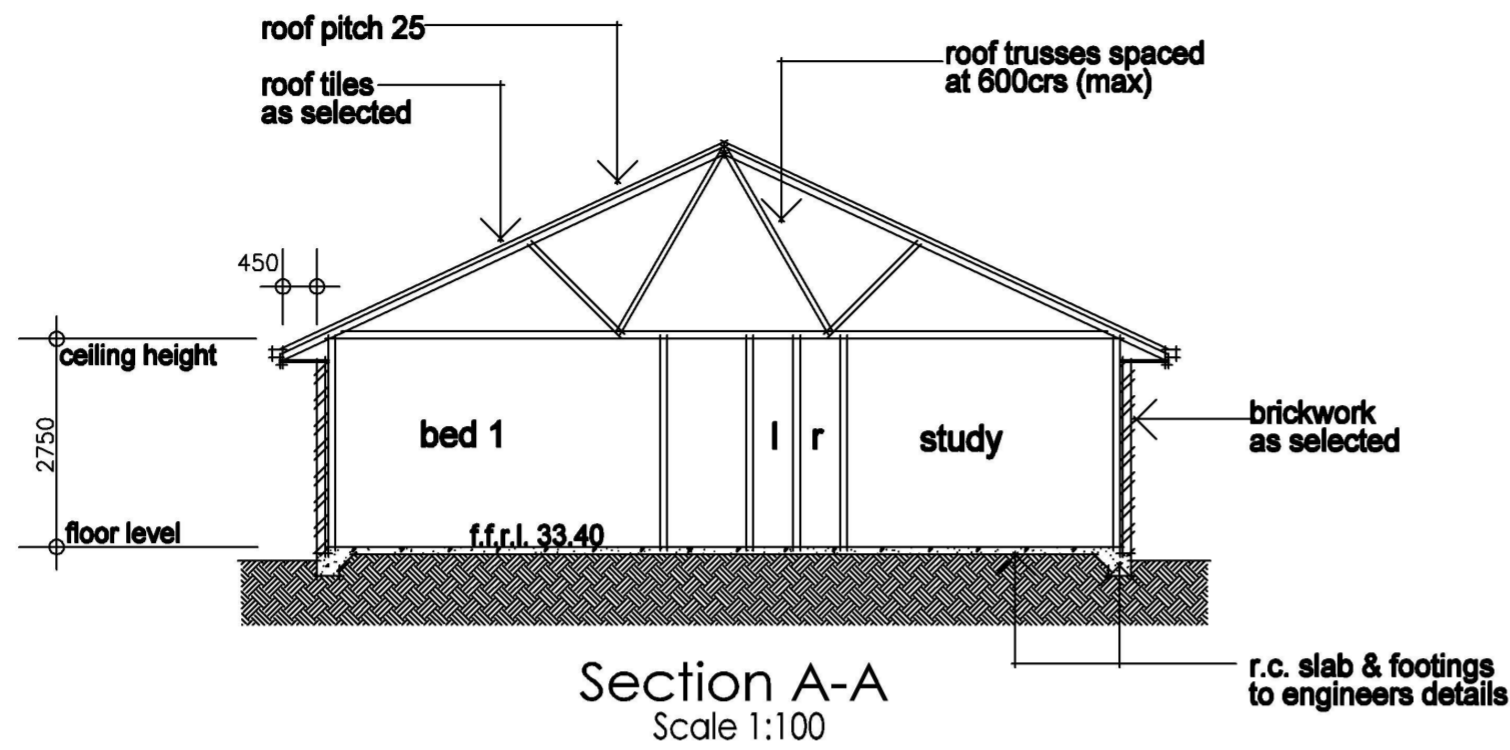 roof pitch 25
roof tiles
as selected
roof trusses spaced
at 600crs (max)
450
ceiling height
2750
bed 1
l r
study
brickwork
as selected
floor level
f.f.r.l. 33.40
r.c. slab & footings
to engineers details
Section A-A
Scale 1:100